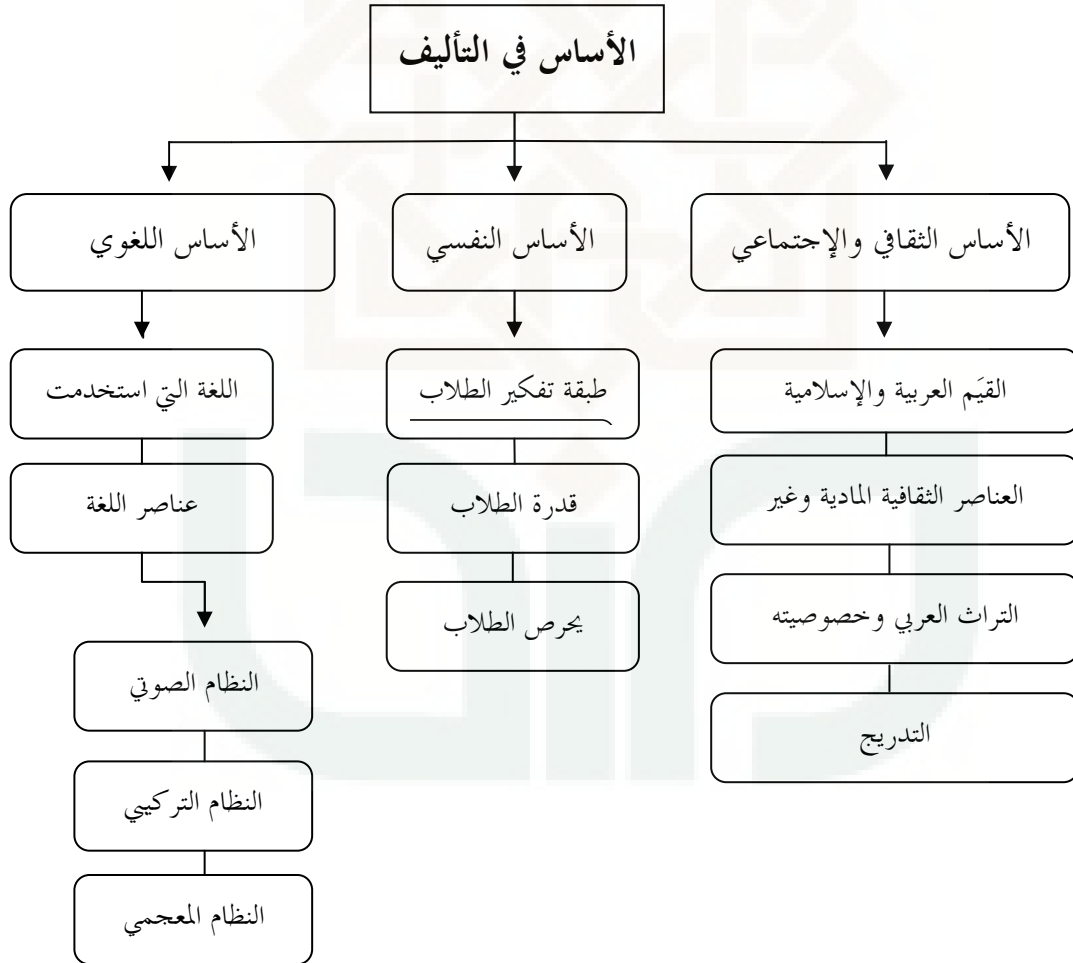 الأساس في التأليف
الأساس الثقافي والإجتماعي
الأساس النفسي
الأساس اللغوي
القيَم العربية والإسلامية
طبقة تفكير الطلاب
اللغة التي استخدمت
العناصر الثقافية المادية وغير
قدرة الطلاب
عناصر اللغة
التراث العربي وخصوصيته
يحرص الطلاب
التدريج
النظام الصوتي
النظام التركيبي
النظام المعجمي